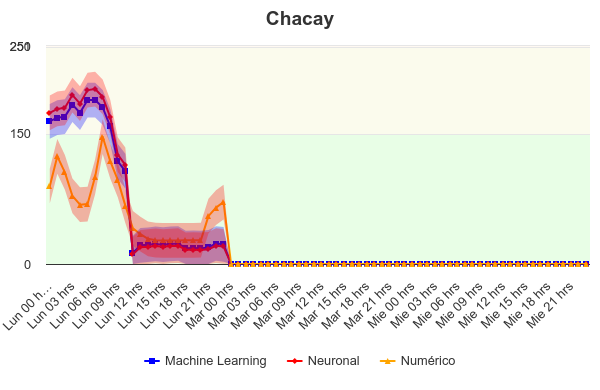 Chacay
250
150
0
Lun 00 h...
Lun 03 hrs
Lun 06 hrs
Lun 09 hrs
Lun 12 hrs
Lun 15 hrs
Lun 18 hrs
Lun 21 hrs
Mar 00 hrs
Mar 03 hrs
Mar 06 hrs
Mar 09 hrs
Mar 12 hrs
Mar 15 hrs
Mar 18 hrs
Mar 21 hrs
Mie 00 hrs
Mie 03 hrs
Mie 06 hrs
Mie 09 hrs
Mie 12 hrs
Mie 15 hrs
Mie 18 hrs
Mie 21 hrs
Machine Learning Neuronal Numérico